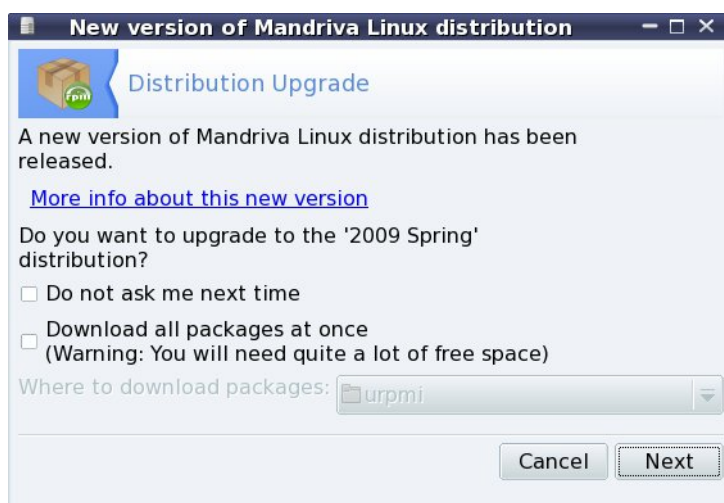 New version of Mandriva Linux distribution
rpm
Distribution Upgrade
A new version of Mandriva Linux distribution has been
released.
More info about this new version
Do you want to upgrade to the '2009 Spring'
distribution?
Do not ask me next time
Download all packages at once
(Warning: You will need quite a lot of free space)
Where to download packages: urpmi
Cancel Next